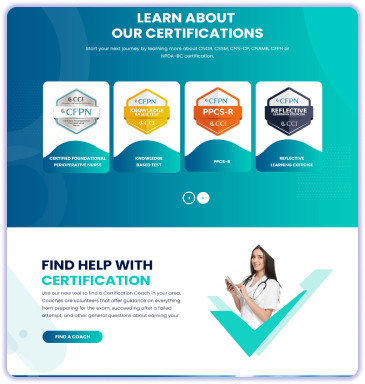 LEARN ABOUT
OUR CERTIFICATIONS
Start your next journey by learning more about CNOR, CSSM, CNS-CP, CNAMB, CFPN or
NPDA-BC certification.
CCI
CFPN
CERTIFIED FOUNDATIONAL
PERIOPERATIVE NURSE
CFPN
KNOWLEDGE
BASED TEST
CCI
KNOWLEDGE
BASED TEST
CFPN
PPCS-R
CCI
PPCS-R
CFPN
REFLECTIVE
LEARNING EXERCISE
CCI
REFLECTIVE
LEARNING EXERCISE
FIND HELP WITH
CERTIFICATION
Use our new tool to find a Certification Coach in your area.
Coaches are volunteers that offer guidance on everything
from preparing for the exam, succeeding after a failed
attempt, and other general questions about earning your
FIND A COACH